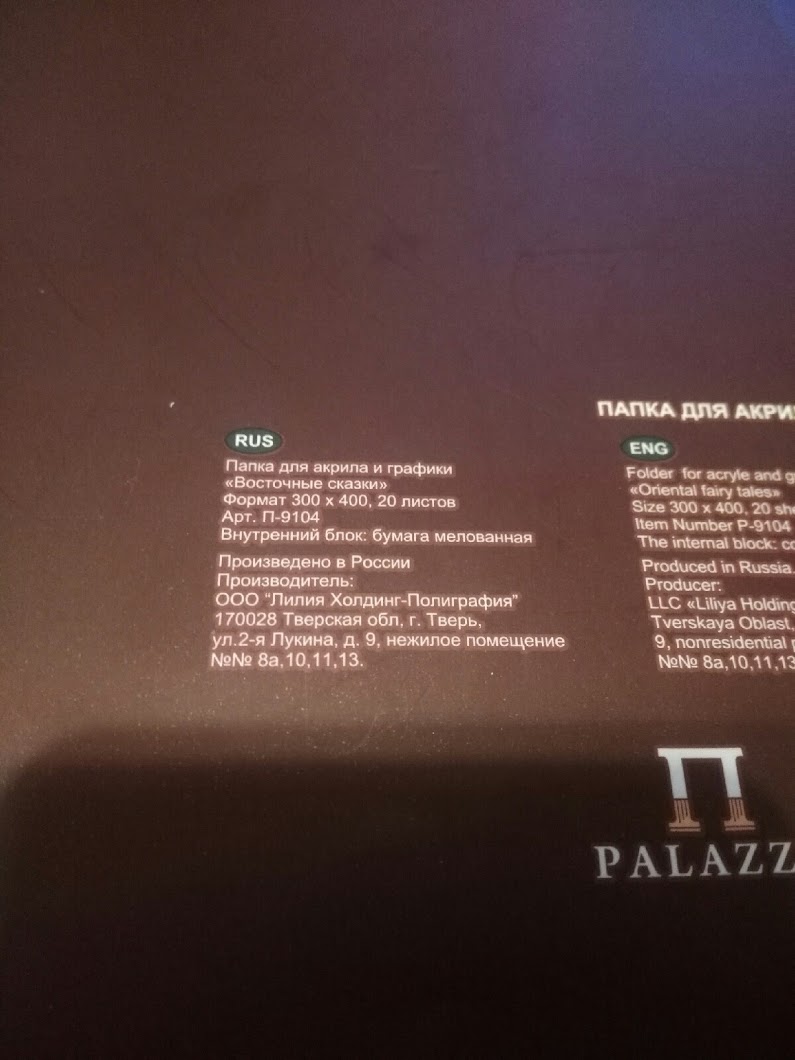 ПАПКА ДЛЯ
RUS
Папка для акрила и графики
«Восточные сказки»
Формат 300 х 400, 20 листов
Арт. П-9104
Внутренний блок: бумага мелованная
Произведено в России
Производитель:
ООО "Лилия Холдинг-Полиграфия"
170028 Тверская обл, г. Тверь,
ул.2-я Лукина, д. 9, нежилое помещение
№№ 8а,10,11,13.
ENG
Folder for acryle and
«Oriental fairy tales»
Size 300 x 400, 20
Item Number P-9104
The internal block:
Produced in Russia.
Producer:
LLC «Liliya Holding
Tverskaya Oblast,
9, nonresidential
№№ 8a,10,11,13
PALAZZ